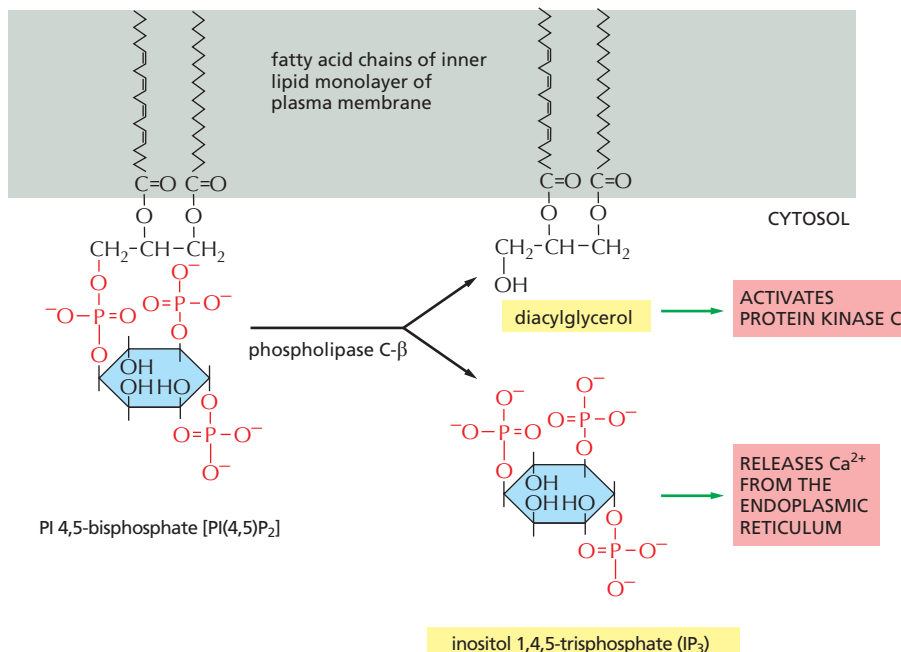 fatty acid chains of inner
lipid monolayer of
plasma membrane
C=O C=O
O O
CH₂–CH–CH₂
O O⁻
⁻O–P=O O=P–O⁻
O O
OH
OH HO
O
O=P–O⁻
O⁻
PI 4,5-bisphosphate [PI(4,5)P₂]
phospholipase C-β
C=O C=O
O O
CYTOSOL
CH₂–CH–CH₂
OH
diacylglycerol
ACTIVATES
PROTEIN KINASE C
O⁻ O⁻
⁻O–P=O O=P–O⁻
O O
OH
OH HO
O
O=P–O⁻
O⁻
RELEASES Ca²⁺
FROM THE
ENDOPLASMIC
RETICULUM
inositol 1,4,5-trisphosphate (IP₃)